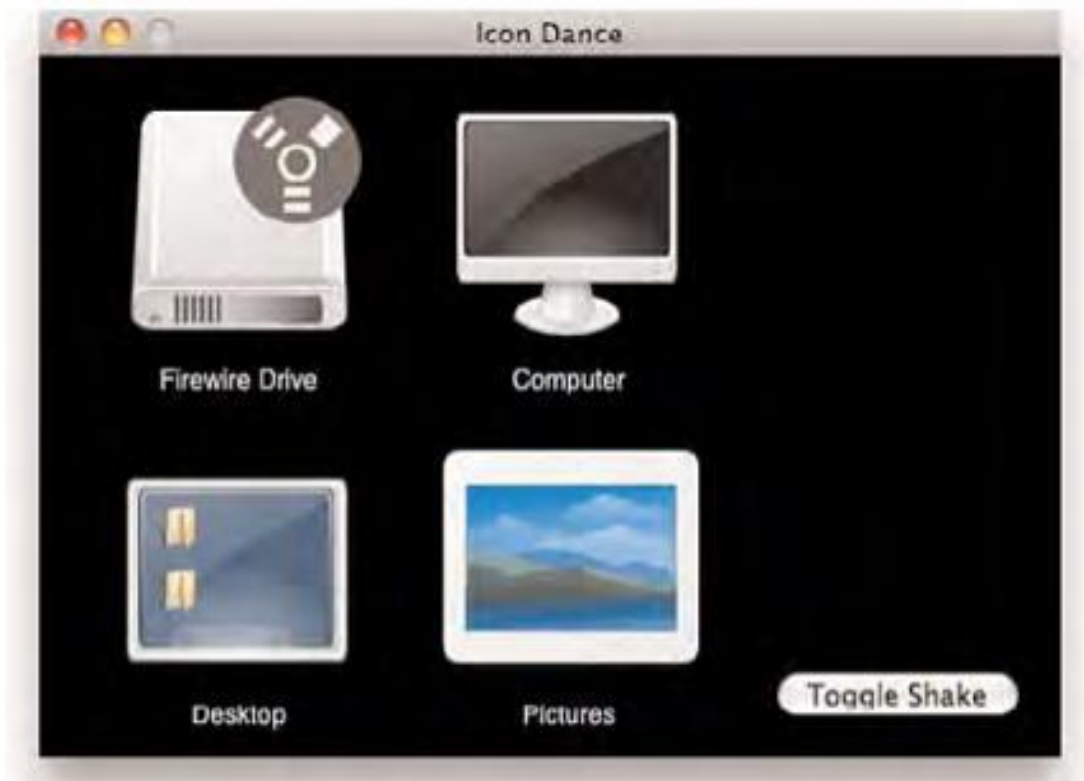 Icon Dance
Firewire Drive
Computer
Desktop
Pictures
Toggle Shake